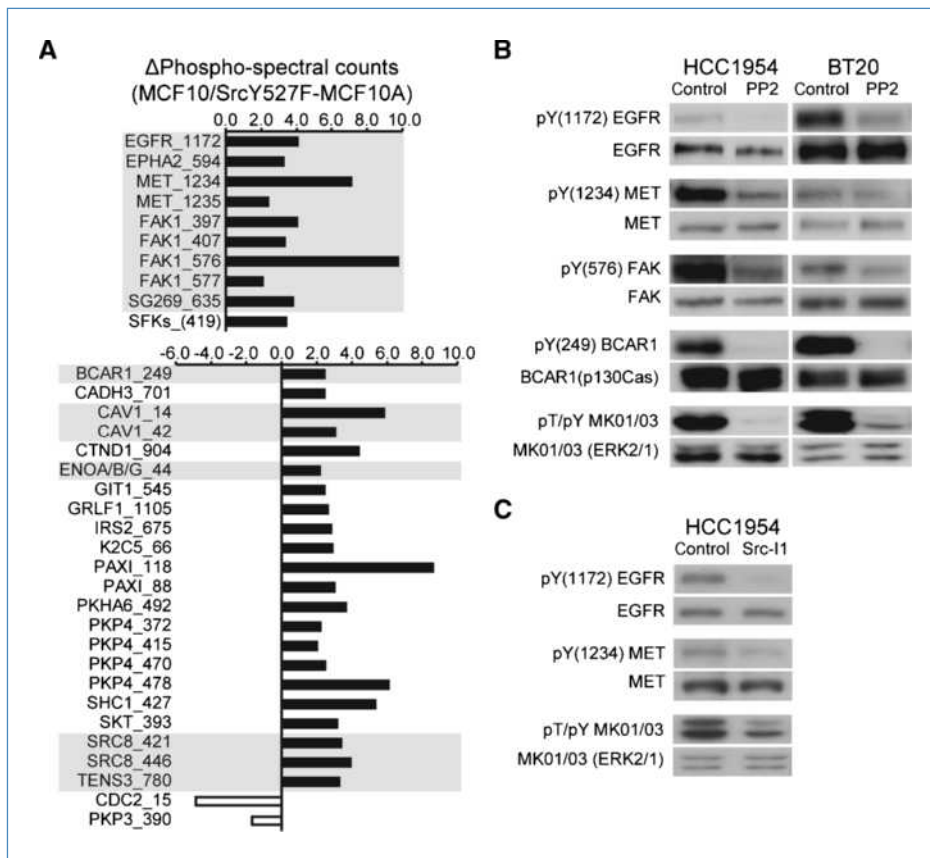 A
ΔPhospho-spectral counts
(MCF10/SrcY527F-MCF10A)
0.0 2.0 4.0 6.0 8.0 10.0
EGFR_1172
EPHA2_594
MET_1234
MET_1235
FAK1_397
FAK1_407
FAK1_576
FAK1_577
SG269_635
SFKs_(419)
-6.0 -4.0 -2.0 0.0 2.0 4.0 6.0 8.0 10.0
BCAR1_249
CADH3_701
CAV1_14
CAV1_42
CTND1_904
ENOA/B/G_44
GIT1_545
GRLF1_1105
IRS2_675
K2C5_66
PAXI_118
PAXI_88
PKHA6_492
PKP4_372
PKP4_415
PKP4_470
PKP4_478
SHC1_427
SKT_393
SRC8_421
SRC8_446
TENS3_780
CDC2_15
PKP3_390
B
HCC1954 BT20
Control PP2 Control PP2
pY(1172) EGFR
EGFR
pY(1234) MET
MET
pY(576) FAK
FAK
pY(249) BCAR1
BCAR1(p130Cas)
pT/pY MK01/03
MK01/03 (ERK2/1)
C
HCC1954
Control Src-I1
pY(1172) EGFR
EGFR
pY(1234) MET
MET
pT/pY MK01/03
MK01/03 (ERK2/1)